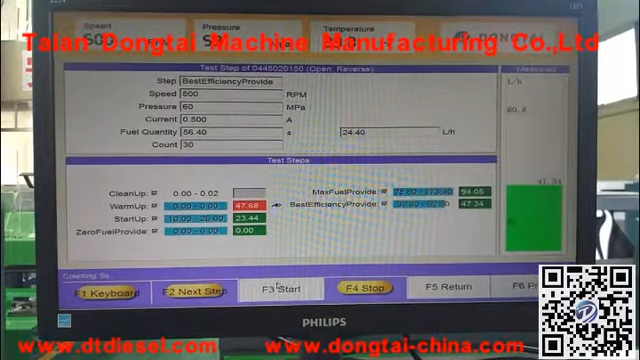 Speed
Pressure
Temperature
Taian Dongtai Machine Manufacturing Co.,Ltd
Test Step of 0445020150 (Open: Reverse)
Measured
Step BestEfficiencyProvide
L/h
Speed 500 RPM
80.8
Pressure 60 MPa
Current 0.500 A
Fuel Quantity 56.40 ± 24.40 L/h
Count 30
Test Steps
47.34
CleanUp: 0.00 - 0.02
MaxFuelProvide: 94.05
WarmUp: 0.00 - 0.00 47.68
BestEfficiencyProvide: 47.34
StartUp: 23.44
ZeroFuelProvide: 0.00 - 0.00 0.00
Counting: 5s
F1 Keyboard
F2 Next Step
F3 Start
F4 Stop
F5 Return
PHILIPS
www.dtdiesel.com
www.dongtai-china.com